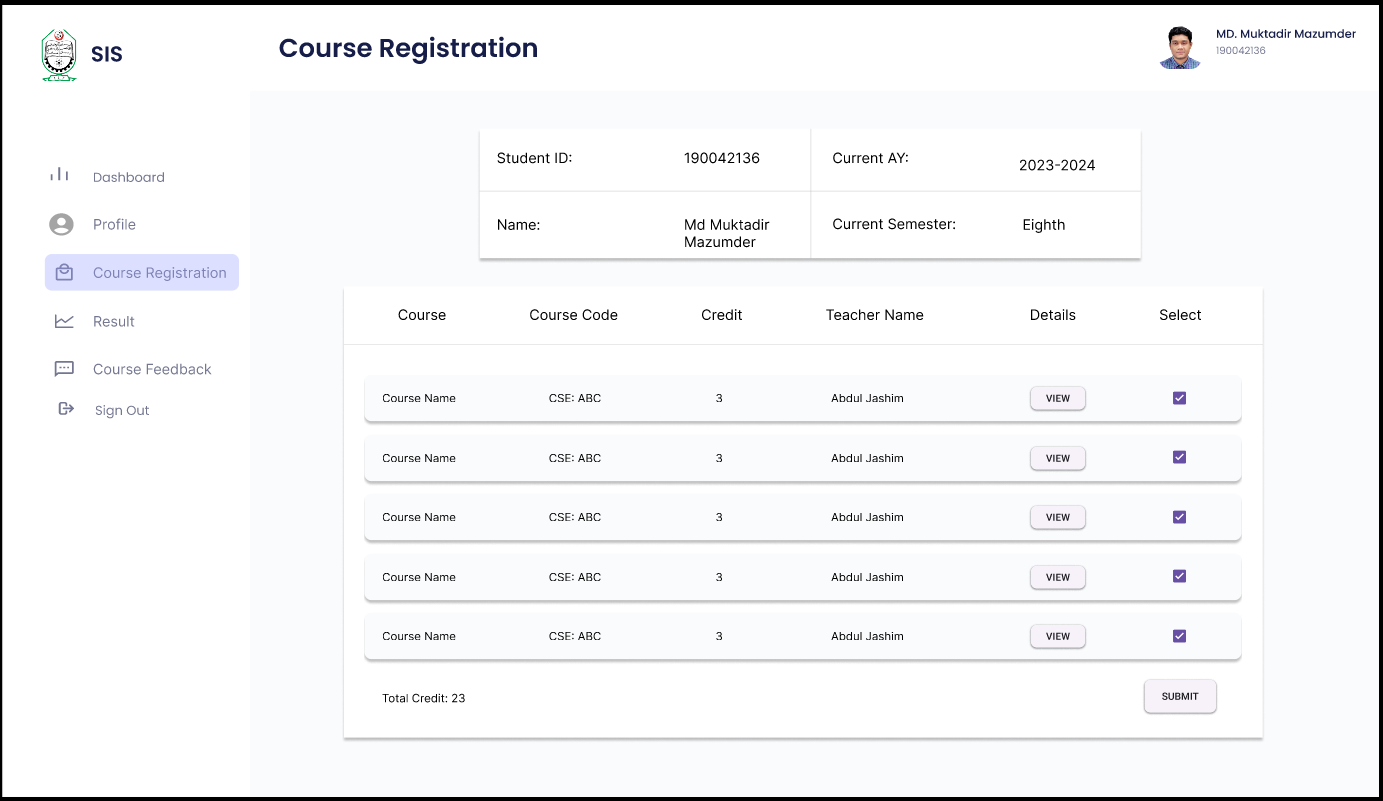 SIS
Course Registration
MD. Muktadir Mazumder
190042136
Dashboard
Profile
Course Registration
Result
Course Feedback
Sign Out
Student ID: 190042136 Current AY: 2023-2024
Name: Md Muktadir Mazumder Current Semester: Eighth
Course Course Code Credit Teacher Name Details Select
Course Name CSE: ABC 3 Abdul Jashim VIEW
Course Name CSE: ABC 3 Abdul Jashim VIEW
Course Name CSE: ABC 3 Abdul Jashim VIEW
Course Name CSE: ABC 3 Abdul Jashim VIEW
Course Name CSE: ABC 3 Abdul Jashim VIEW
Total Credit: 23 SUBMIT